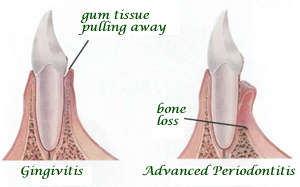 gum tissue
pulling away
bone
loss
Gingivitis
Advanced Periodontitis